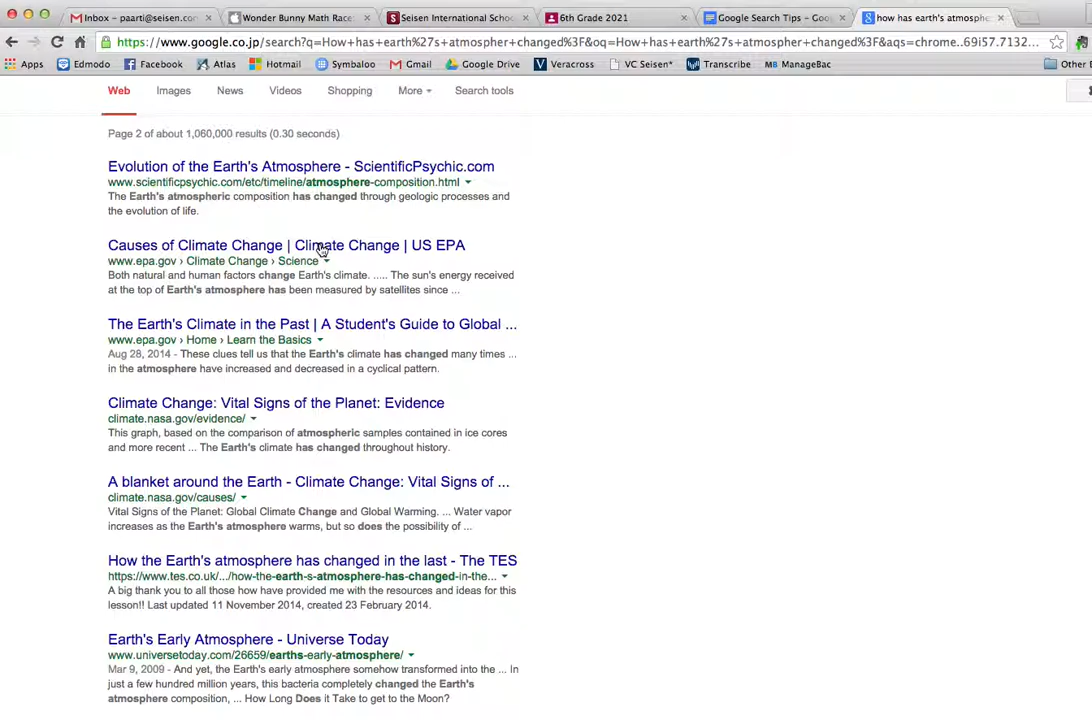 Inbox – paarti@seisen.com
Wonder Bunny Math Race:
Seisen International Schoo
6th Grade 2021
Google Search Tips – Goo
how has earth's atmosphe
https://www.google.co.jp/search?q=How+has+earth%27s+atmospher+changed%3F&oq=How+has+earth%27s+atmospher+changed%3F&aqs=chrome..69i57.7132...
Apps
Edmodo
Facebook
Atlas
Hotmail
Symbaloo
Gmail
Google Drive
Veracross
VC Seisen*
Transcribe
MB ManageBac
Other
Web Images News Videos Shopping More Search tools
Page 2 of about 1,060,000 results (0.30 seconds)
Evolution of the Earth's Atmosphere - ScientificPsychic.com
www.scientificpsychic.com/etc/timeline/atmosphere-composition.html
The Earth's atmospheric composition has changed through geologic processes and
the evolution of life.
Causes of Climate Change | Climate Change | US EPA
www.epa.gov › Climate Change › Science
Both natural and human factors change Earth's climate. ..... The sun's energy received
at the top of Earth's atmosphere has been measured by satellites since ...
The Earth's Climate in the Past | A Student's Guide to Global ...
www.epa.gov › Home › Learn the Basics
Aug 28, 2014 - These clues tell us that the Earth's climate has changed many times ...
in the atmosphere have increased and decreased in a cyclical pattern.
Climate Change: Vital Signs of the Planet: Evidence
climate.nasa.gov/evidence/
This graph, based on the comparison of atmospheric samples contained in ice cores
and more recent ... The Earth's climate has changed throughout history.
A blanket around the Earth - Climate Change: Vital Signs of ...
climate.nasa.gov/causes/
Vital Signs of the Planet: Global Climate Change and Global Warming. ... Water vapor
increases as the Earth's atmosphere warms, but so does the possibility of ...
How the Earth's atmosphere has changed in the last - The TES
https://www.tes.co.uk/.../how-the-earth-s-atmosphere-has-changed-in-the...
A big thank you to all those how have provided me with the resources and ideas for this
lesson!! Last updated 11 November 2014, created 23 February 2014.
Earth's Early Atmosphere - Universe Today
www.universetoday.com/26659/earths-early-atmosphere/
Mar 9, 2009 - And yet, the Earth's early atmosphere somehow transformed into the ... In
just a few hundred million years, this bacteria completely changed the Earth's
atmosphere composition, ... How Long Does it Take to get to the Moon?